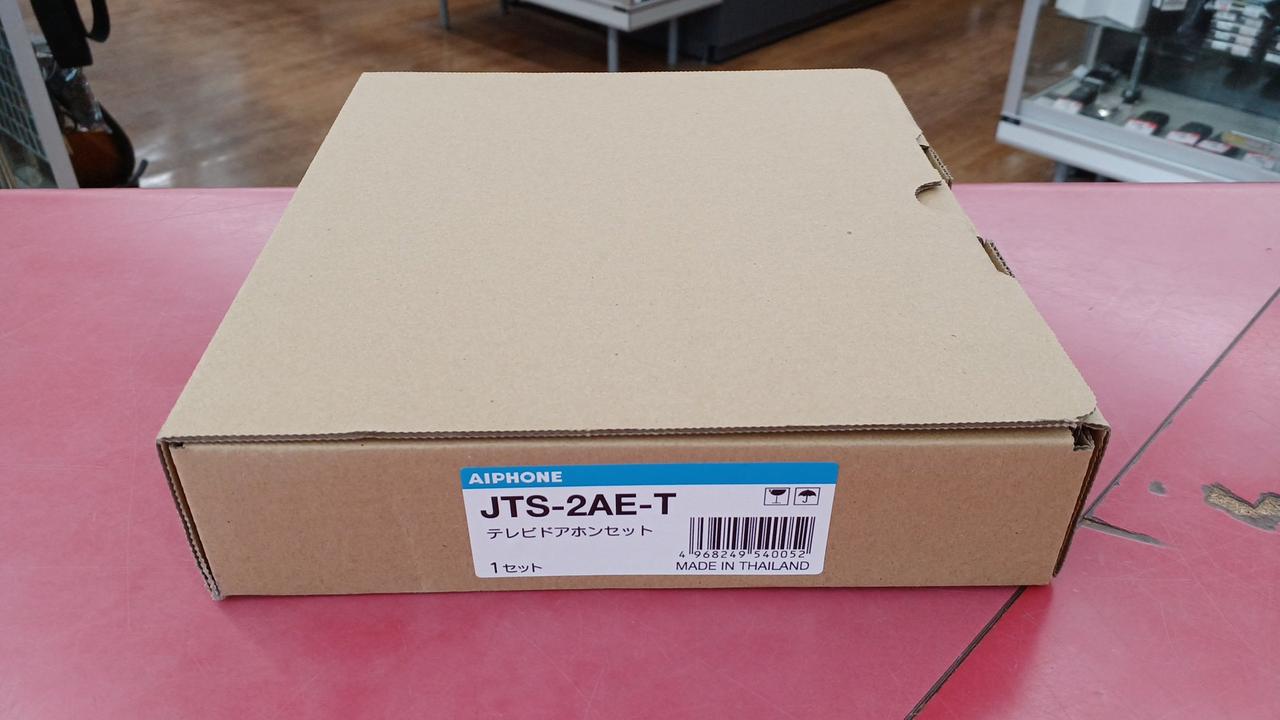 AIPHONE
JTS-2AE-T
テレビドアホンセット
4 968249 540052
1セット
MADE IN THAILAND